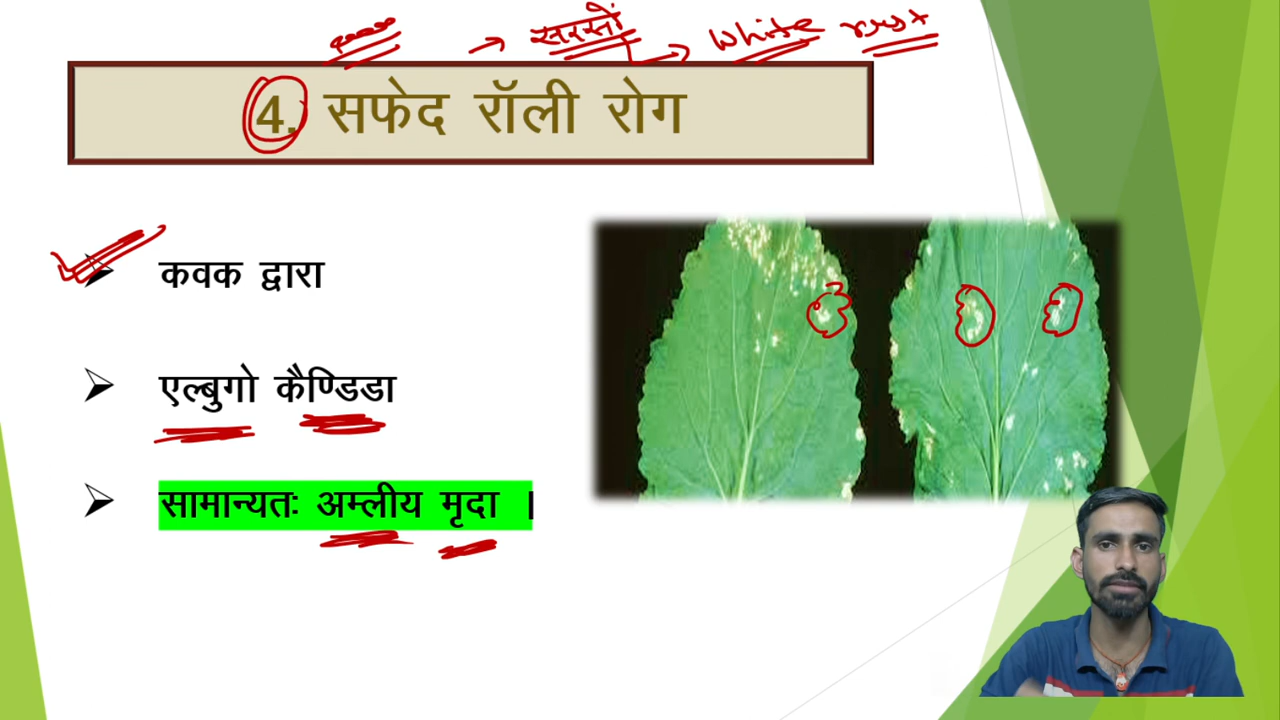 सरसों → White rust
4. सफेद रॉली रोग
कवक द्वारा
एल्बुगो कैण्डिडा
सामान्यतः अम्लीय मृदा ।